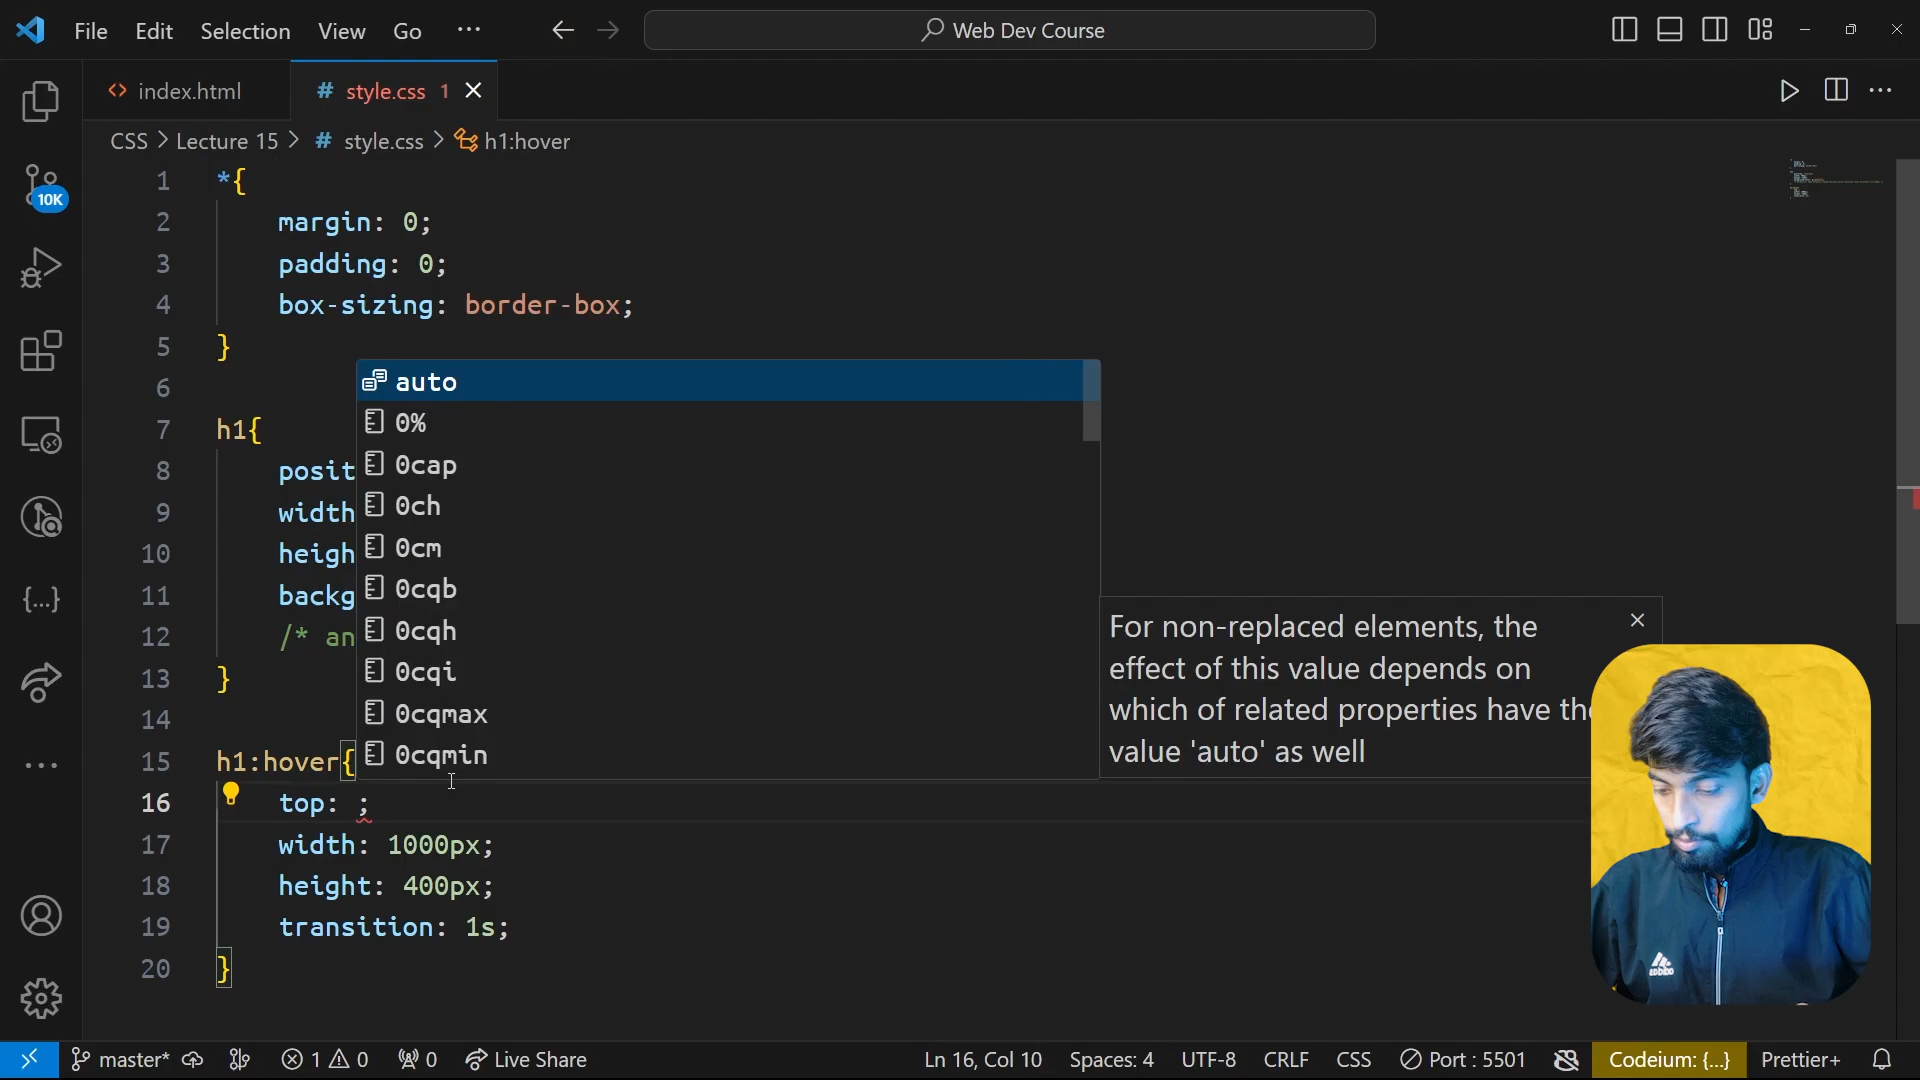 File Edit Selection View Go ··· Web Dev Course
index.html # style.css 1
CSS > Lecture 15 > # style.css > h1:hover
1 *{
2 margin: 0;
3 padding: 0;
4 box-sizing: border-box;
5 }
6
7 h1{
8 posit
9 width
10 heigh
11 backg
12 /* an
13 }
14
15 h1:hover{
16 top: ;
17 width: 1000px;
18 height: 400px;
19 transition: 1s;
20 }
auto
0%
0cap
0ch
0cm
0cqb
0cqh
0cqi
0cqmax
0cqmin
For non-replaced elements, the
effect of this value depends on
which of related properties have the
value 'auto' as well
10K
master* 1 0 0 Live Share Ln 16, Col 10 Spaces: 4 UTF-8 CRLF CSS Port : 5501 Codeium: {...} Prettier+